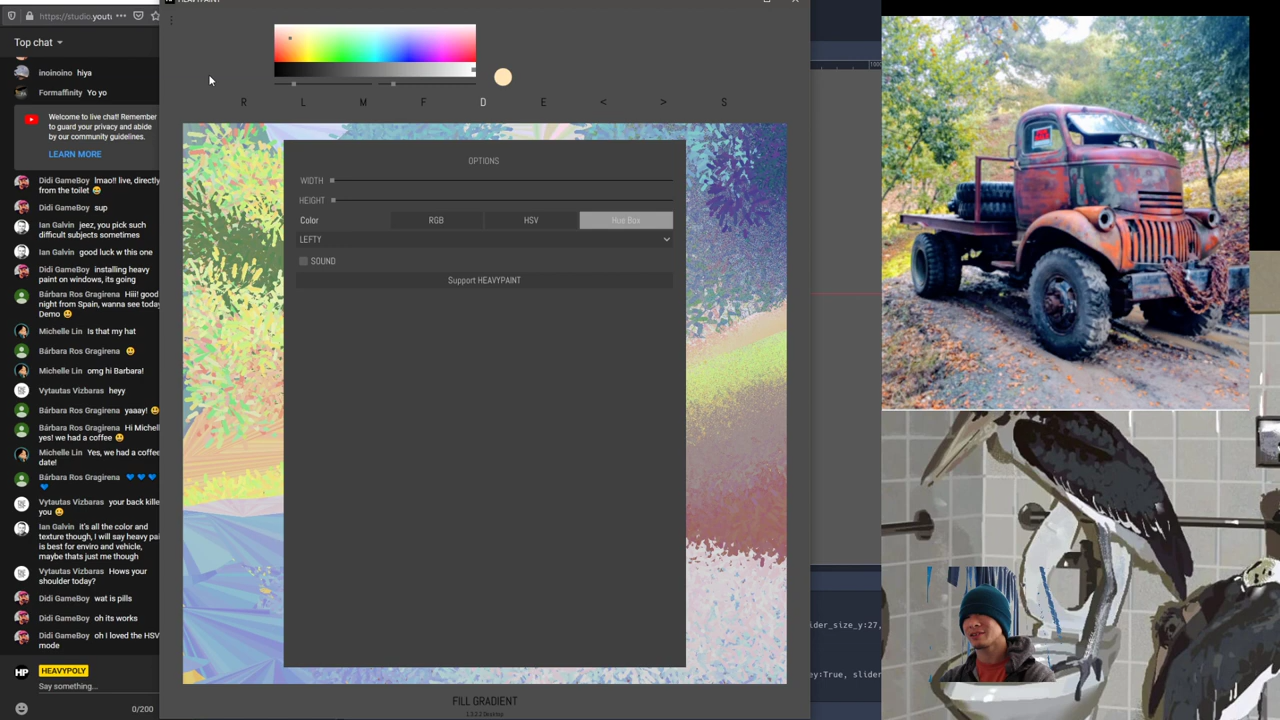 https://studio.youtu
HEAVYPAINT
Top chat
inoinoino hiya
Formaffinity Yo yo
Welcome to live chat! Remember
to guard your privacy and abide
by our community guidelines.
LEARN MORE
Didi GameBoy lmao!! live, directly
from the toilet
Didi GameBoy sup
Ian Galvin jeez, you pick such
difficult subjects sometimes
Ian Galvin good luck w this one
Didi GameBoy installing heavy
paint on windows, its going
Bárbara Ros Gragirena Hiii! good
night from Spain, wanna see today
Demo
Michelle Lin Is that my hat
Bárbara Ros Gragirena
Michelle Lin omg hi Barbara!
Vytautas Vizbaras heyy
Bárbara Ros Gragirena yaaay!
Bárbara Ros Gragirena Hi Michell
yes! we had a coffee
Michelle Lin Yes, we had a coffee
date!
Bárbara Ros Gragirena
Vytautas Vizbaras your back kille
you
Ian Galvin it's all the color and
texture though, I will say heavy pai
is best for enviro and vehicle,
maybe thats just me though
Vytautas Vizbaras Hows your
shoulder today?
Didi GameBoy wat is pills
Didi GameBoy oh its works
Didi GameBoy oh I loved the HSV
mode
HP HEAVYPOLY
Say something...
0/200
R L M F D E < > S
OPTIONS
WIDTH
HEIGHT
Color RGB HSV Hue Box
LEFTY
SOUND
Support HEAVYPAINT
FILL GRADIENT
ider_size_y:27,
ey:True, slider